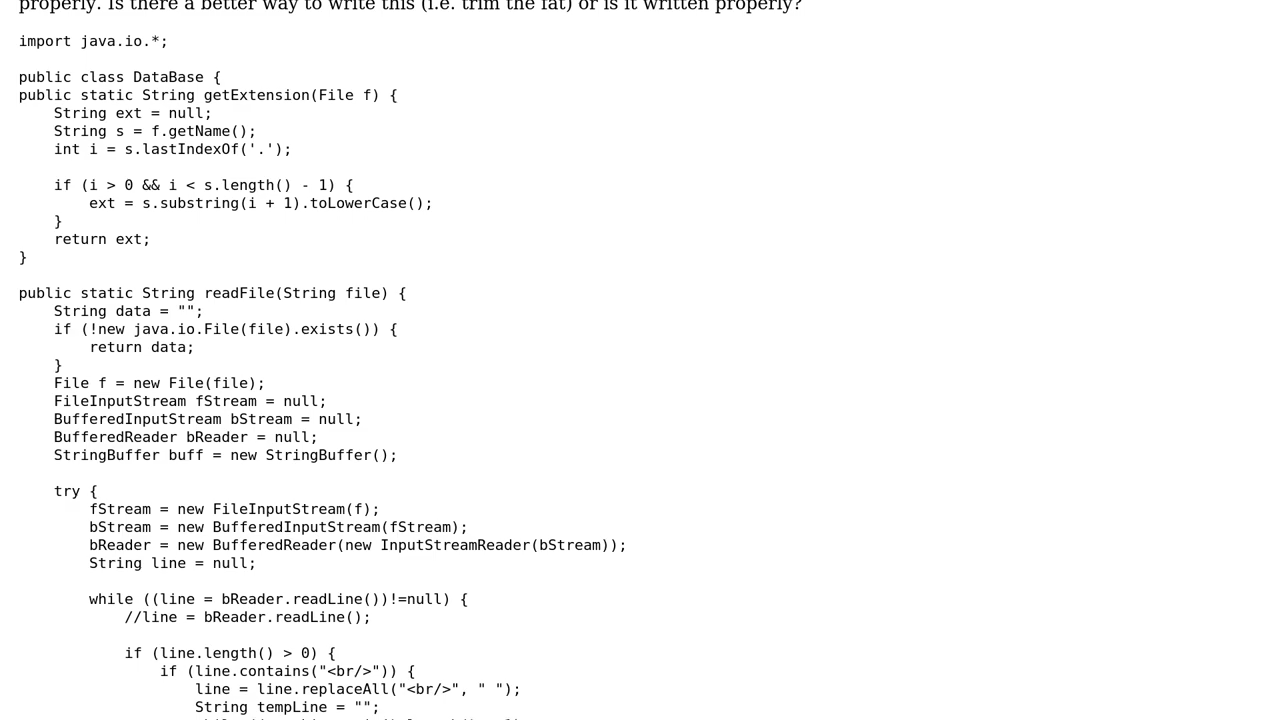 properly. Is there a better way to write this (i.e. trim the fat) or is it written properly?
import java.io.*;
public class DataBase {
public static String getExtension(File f) {
    String ext = null;
    String s = f.getName();
    int i = s.lastIndexOf('.');
    if (i > 0 && i < s.length() - 1) {
        ext = s.substring(i + 1).toLowerCase();
    }
    return ext;
}
public static String readFile(String file) {
    String data = "";
    if (!new java.io.File(file).exists()) {
        return data;
    }
    File f = new File(file);
    FileInputStream fStream = null;
    BufferedInputStream bStream = null;
    BufferedReader bReader = null;
    StringBuffer buff = new StringBuffer();
    try {
        fStream = new FileInputStream(f);
        bStream = new BufferedInputStream(fStream);
        bReader = new BufferedReader(new InputStreamReader(bStream));
        String line = null;
        while ((line = bReader.readLine())!=null) {
            //line = bReader.readLine();
            if (line.length() > 0) {
                if (line.contains("<br/>")) {
                    line = line.replaceAll("<br/>", " ");
                    String tempLine = "";